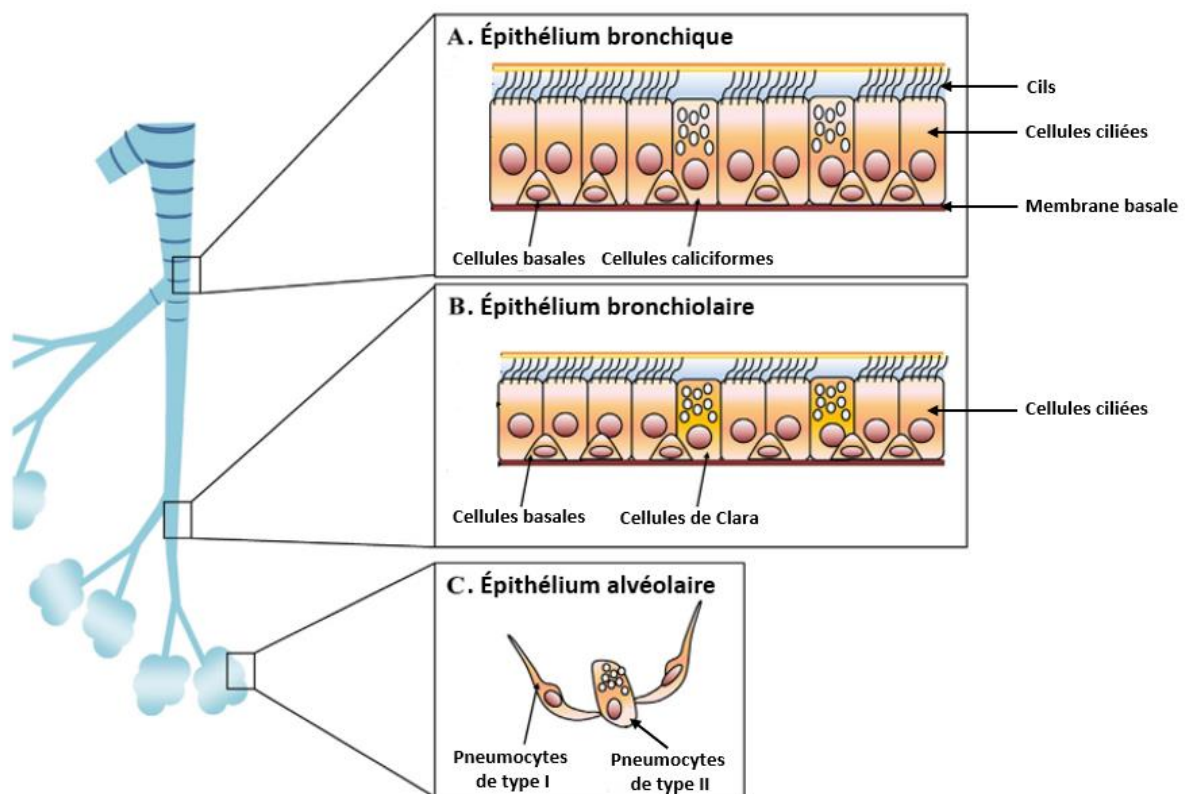 A. Épithélium bronchique
Cils
Cellules ciliées
Membrane basale
Cellules basales
Cellules caliciformes
B. Épithélium bronchiolaire
Cellules ciliées
Cellules basales
Cellules de Clara
C. Épithélium alvéolaire
Pneumocytes
de type I
Pneumocytes
de type II